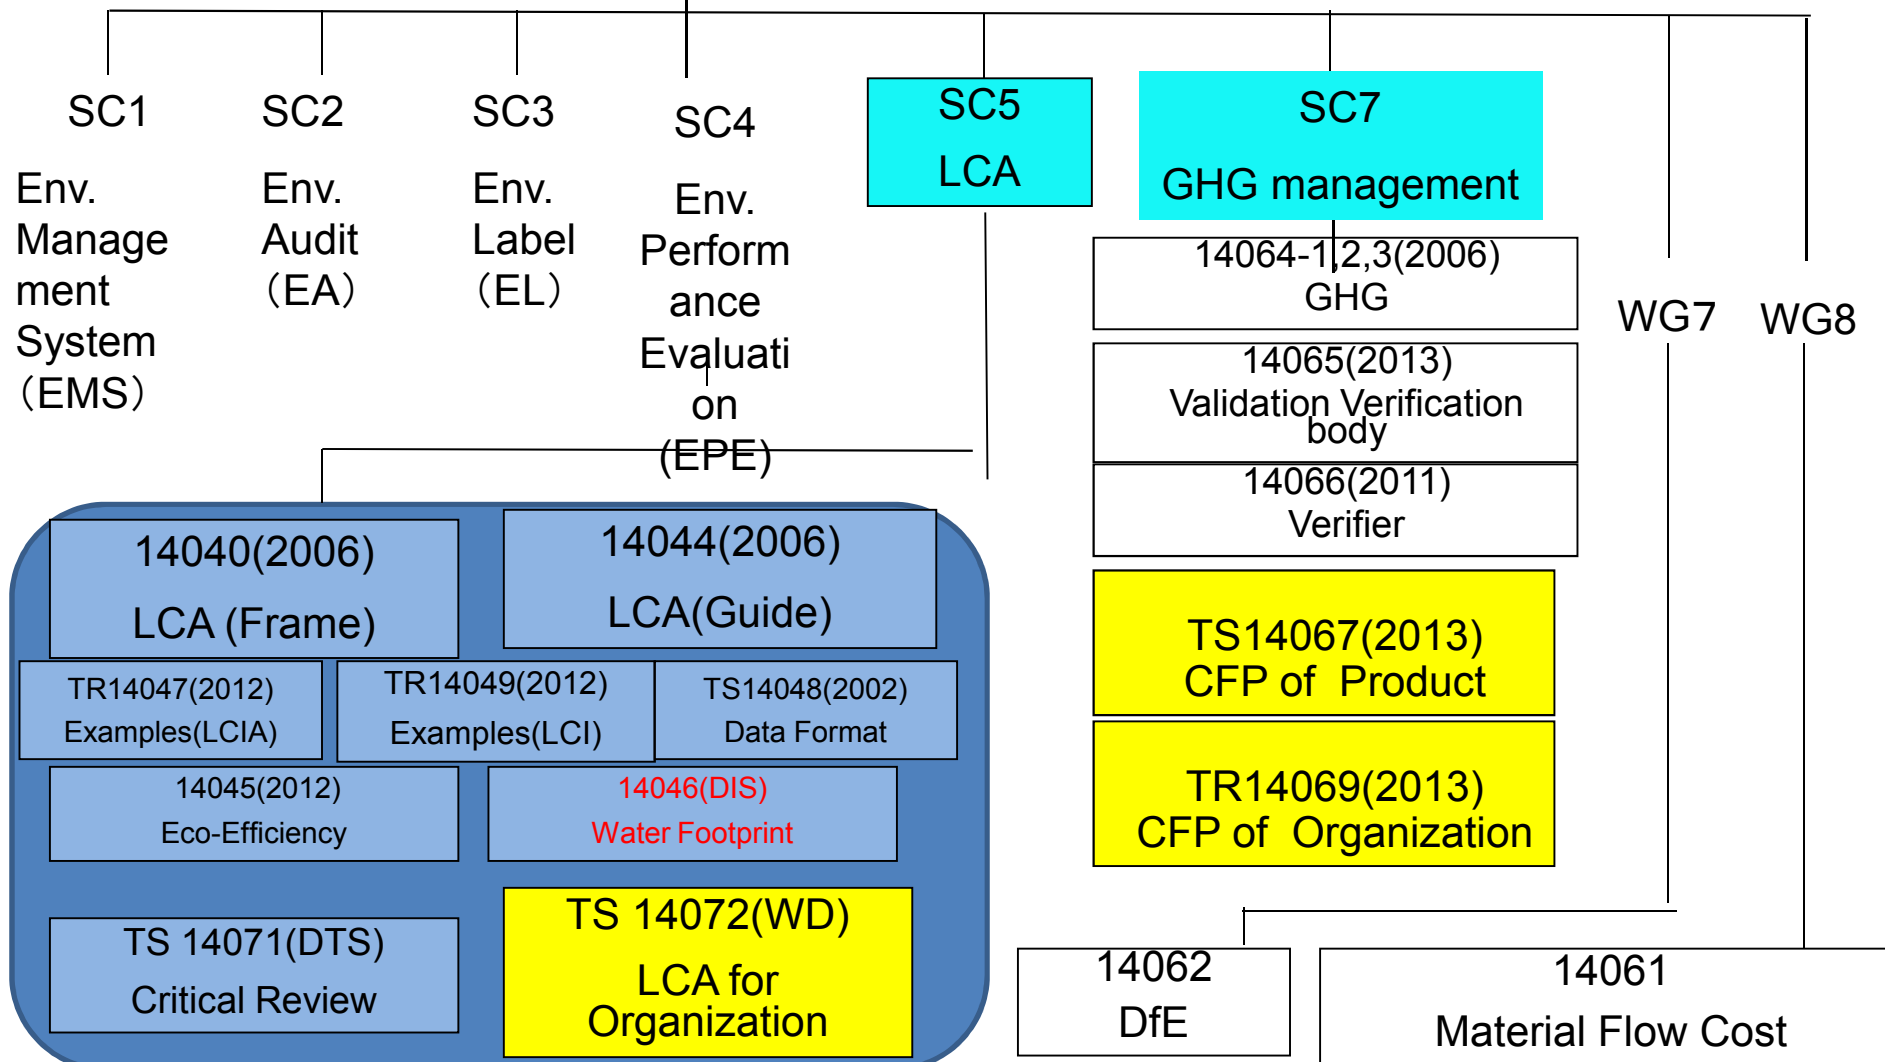 SC1
Env.
Manage
ment
System
（EMS）
SC2
Env.
Audit
（EA）
SC3
Env.
Label
（EL）
SC4
Env.
Perform
ance
Evaluati
on
(EPE)
SC5
LCA
SC7
GHG management
14064-1,2,3(2006)
GHG
14065(2013)
Validation Verification
body
14066(2011)
Verifier
TS14067(2013)
CFP of  Product
TR14069(2013)
CFP of  Organization
WG7
WG8
14040(2006)
LCA (Frame)
14044(2006)
LCA(Guide)
TR14047(2012)
Examples(LCIA)
TR14049(2012)
Examples(LCI)
TS14048(2002)
Data Format
14045(2012)
Eco-Efficiency
14046(DIS)
Water Footprint
TS 14071(DTS)
Critical Review
TS 14072(WD)
LCA for
Organization
14062
DfE
14061
Material Flow Cost